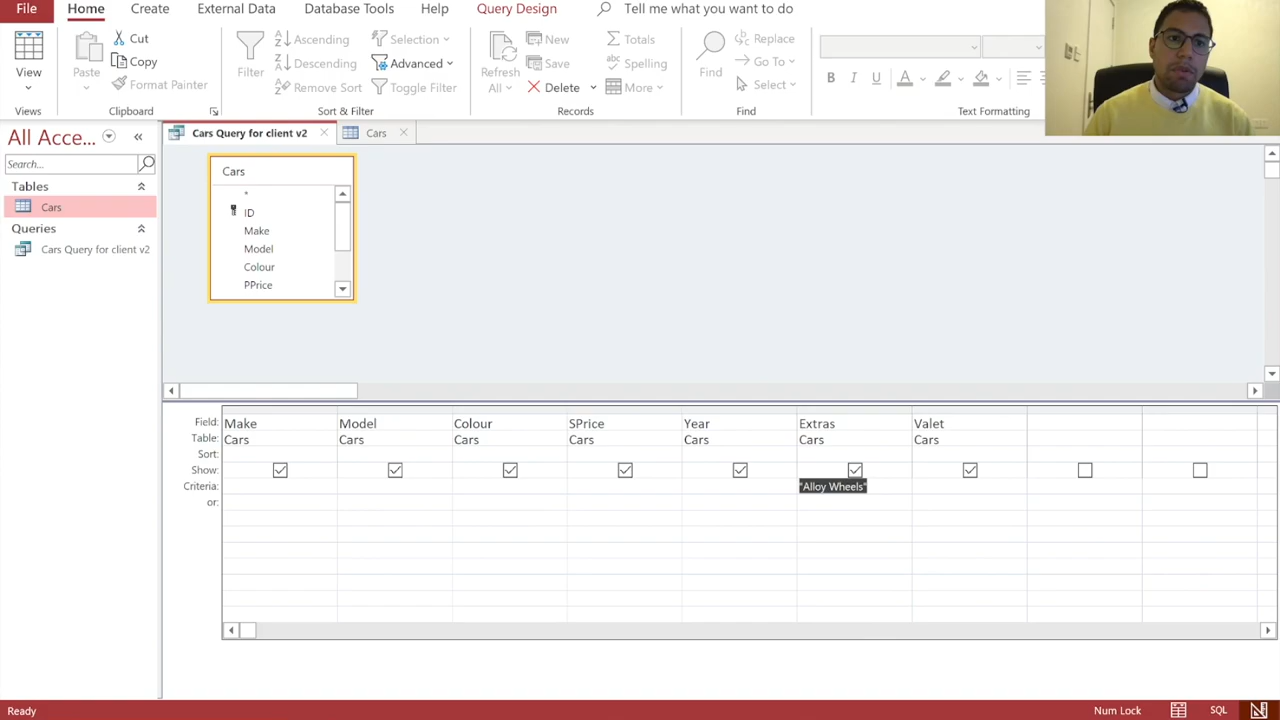 File Home Create External Data Database Tools Help Query Design Tell me what you want to do
View
Views
Paste
Cut
Copy
Format Painter
Clipboard
Filter
Ascending
Descending
Remove Sort
Selection
Advanced
Toggle Filter
Sort & Filter
Refresh
All
New
Save
Delete
Totals
Spelling
More
Records
Find
Replace
Go To
Select
Find
B I U A
Text Formatting
All Acce...
Search...
Tables
Cars
Queries
Cars Query for client v2
Cars Query for client v2 Cars
Cars
*
ID
Make
Model
Colour
PPrice
Field: Make Model Colour SPrice Year Extras Valet
Table: Cars Cars Cars Cars Cars Cars Cars
Sort:
Show:
Criteria: "Alloy Wheels"
or:
Ready Num Lock SQL